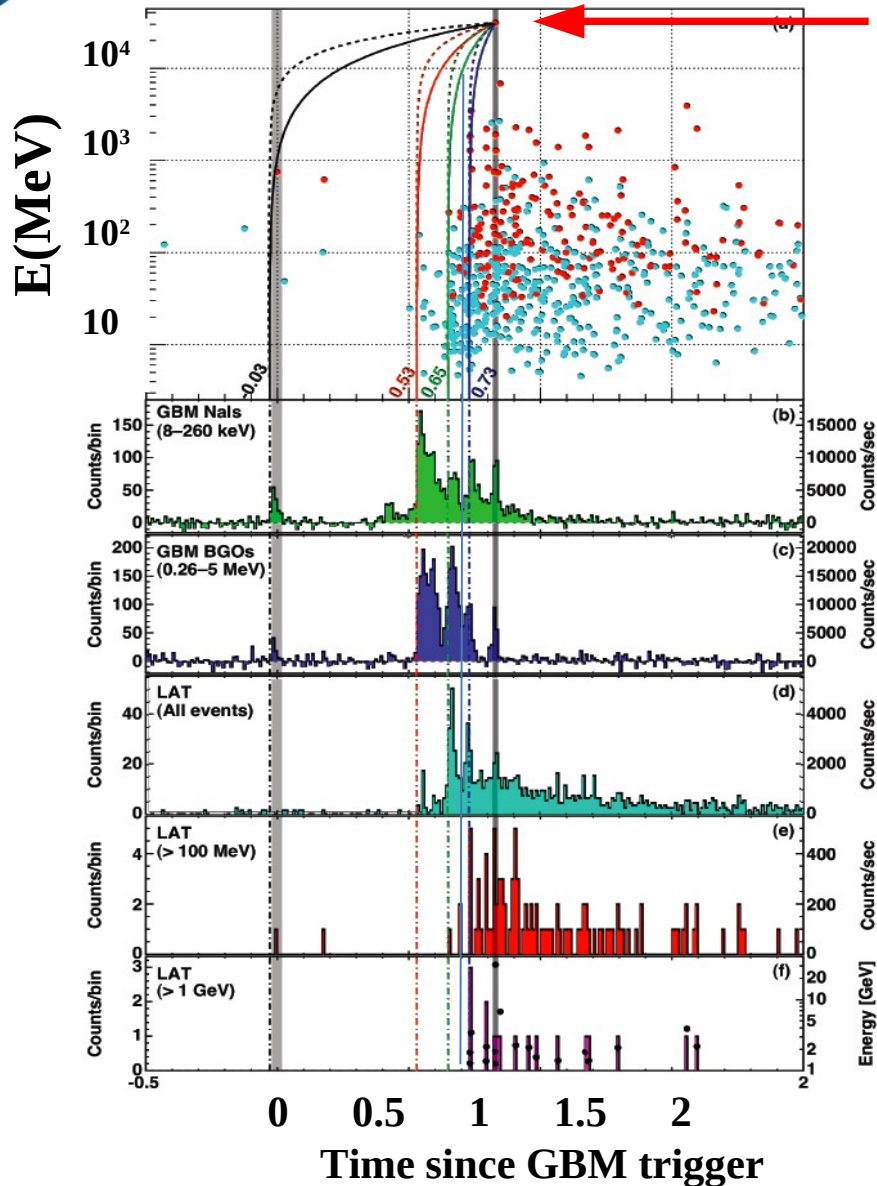 (a)
10⁴
10³
10²
10
E(MeV)
-0.03
0.53
0.65
0.73
GBM NaIs
(8–260 keV)
(b)
150
100
50
0
Counts/bin
15000
10000
5000
0
Counts/sec
GBM BGOs
(0.26–5 MeV)
(c)
200
150
100
50
0
Counts/bin
20000
15000
10000
5000
0
Counts/sec
LAT
(All events)
(d)
40
20
0
Counts/bin
4000
2000
0
Counts/sec
LAT
(> 100 MeV)
(e)
4
2
0
Counts/bin
400
200
0
Counts/sec
LAT
(> 1 GeV)
(f)
3
2
1
0
Counts/bin
20
10
5
2
1
Energy [GeV]
-0.5
2
0 0.5 1 1.5 2
Time since GBM trigger